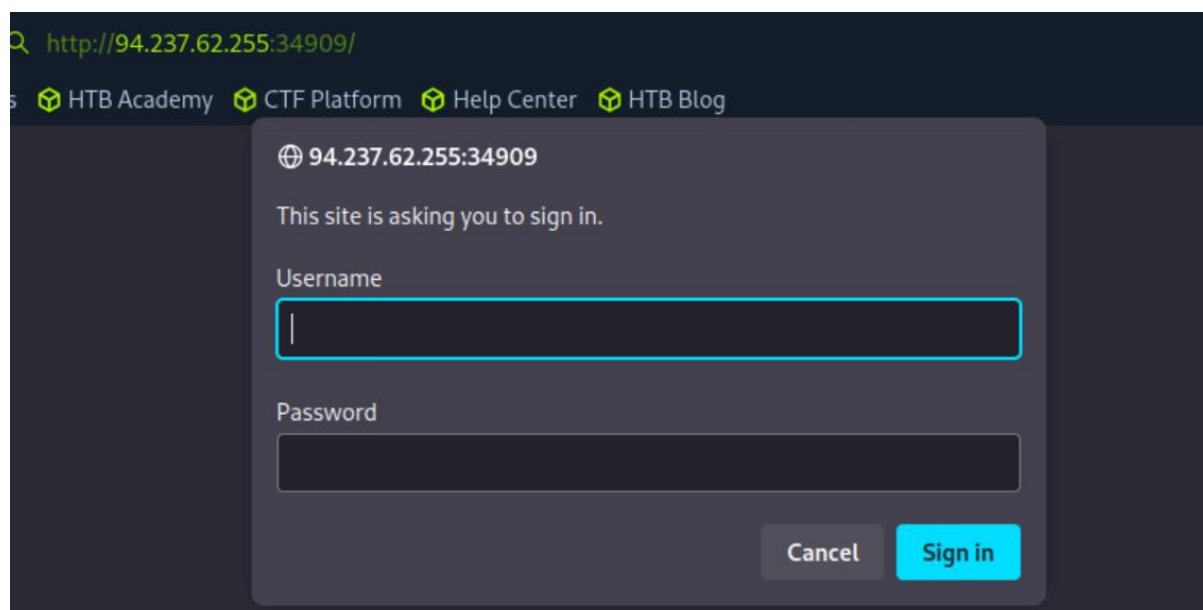 http://94.237.62.255:34909/
s HTB Academy CTF Platform Help Center HTB Blog
94.237.62.255:34909
This site is asking you to sign in.
Username
Password
Cancel Sign in